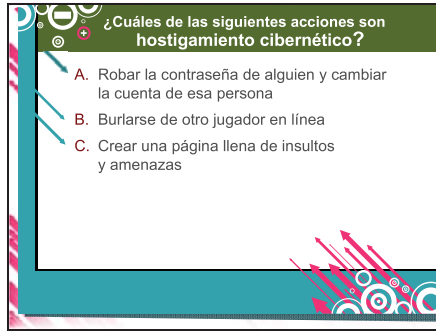 ¿Cuáles de las siguientes acciones son
hostigamiento cibernético?
A. Robar la contraseña de alguien y cambiar
la cuenta de esa persona
B. Burlarse de otro jugador en línea
C. Crear una página llena de insultos
y amenazas